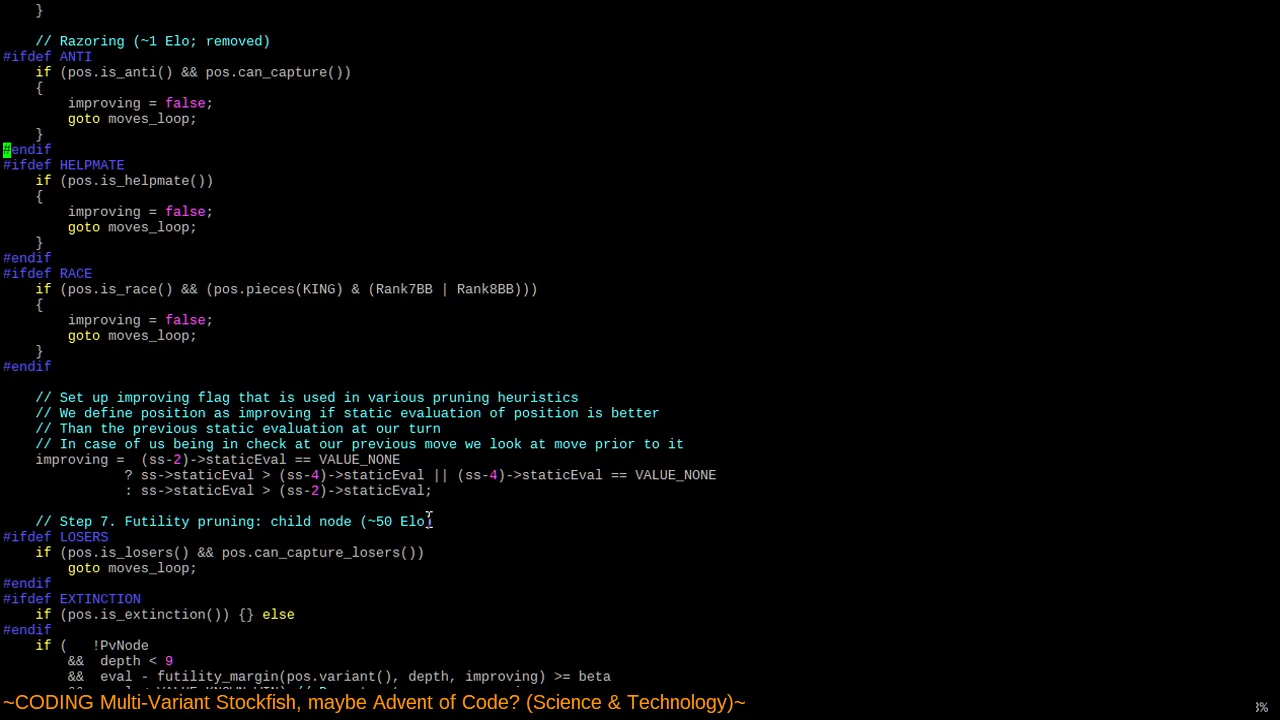 }

    // Razoring (~1 Elo; removed)
#ifdef ANTI
    if (pos.is_anti() && pos.can_capture())
    {
        improving = false;
        goto moves_loop;
    }
#endif
#ifdef HELPMATE
    if (pos.is_helpmate())
    {
        improving = false;
        goto moves_loop;
    }
#endif
#ifdef RACE
    if (pos.is_race() && (pos.pieces(KING) & (Rank7BB | Rank8BB)))
    {
        improving = false;
        goto moves_loop;
    }
#endif

    // Set up improving flag that is used in various pruning heuristics
    // We define position as improving if static evaluation of position is better
    // Than the previous static evaluation at our turn
    // In case of us being in check at our previous move we look at move prior to it
    improving =  (ss-2)->staticEval == VALUE_NONE
               ? ss->staticEval > (ss-4)->staticEval || (ss-4)->staticEval == VALUE_NONE
               : ss->staticEval > (ss-2)->staticEval;

    // Step 7. Futility pruning: child node (~50 Elo)
#ifdef LOSERS
    if (pos.is_losers() && pos.can_capture_losers())
        goto moves_loop;
#endif
#ifdef EXTINCTION
    if (pos.is_extinction()) {} else
#endif
    if (   !PvNode
        &&  depth < 9
        &&  eval - futility_margin(pos.variant(), depth, improving) >= beta
~CODING Multi-Variant Stockfish, maybe Advent of Code? (Science & Technology)~